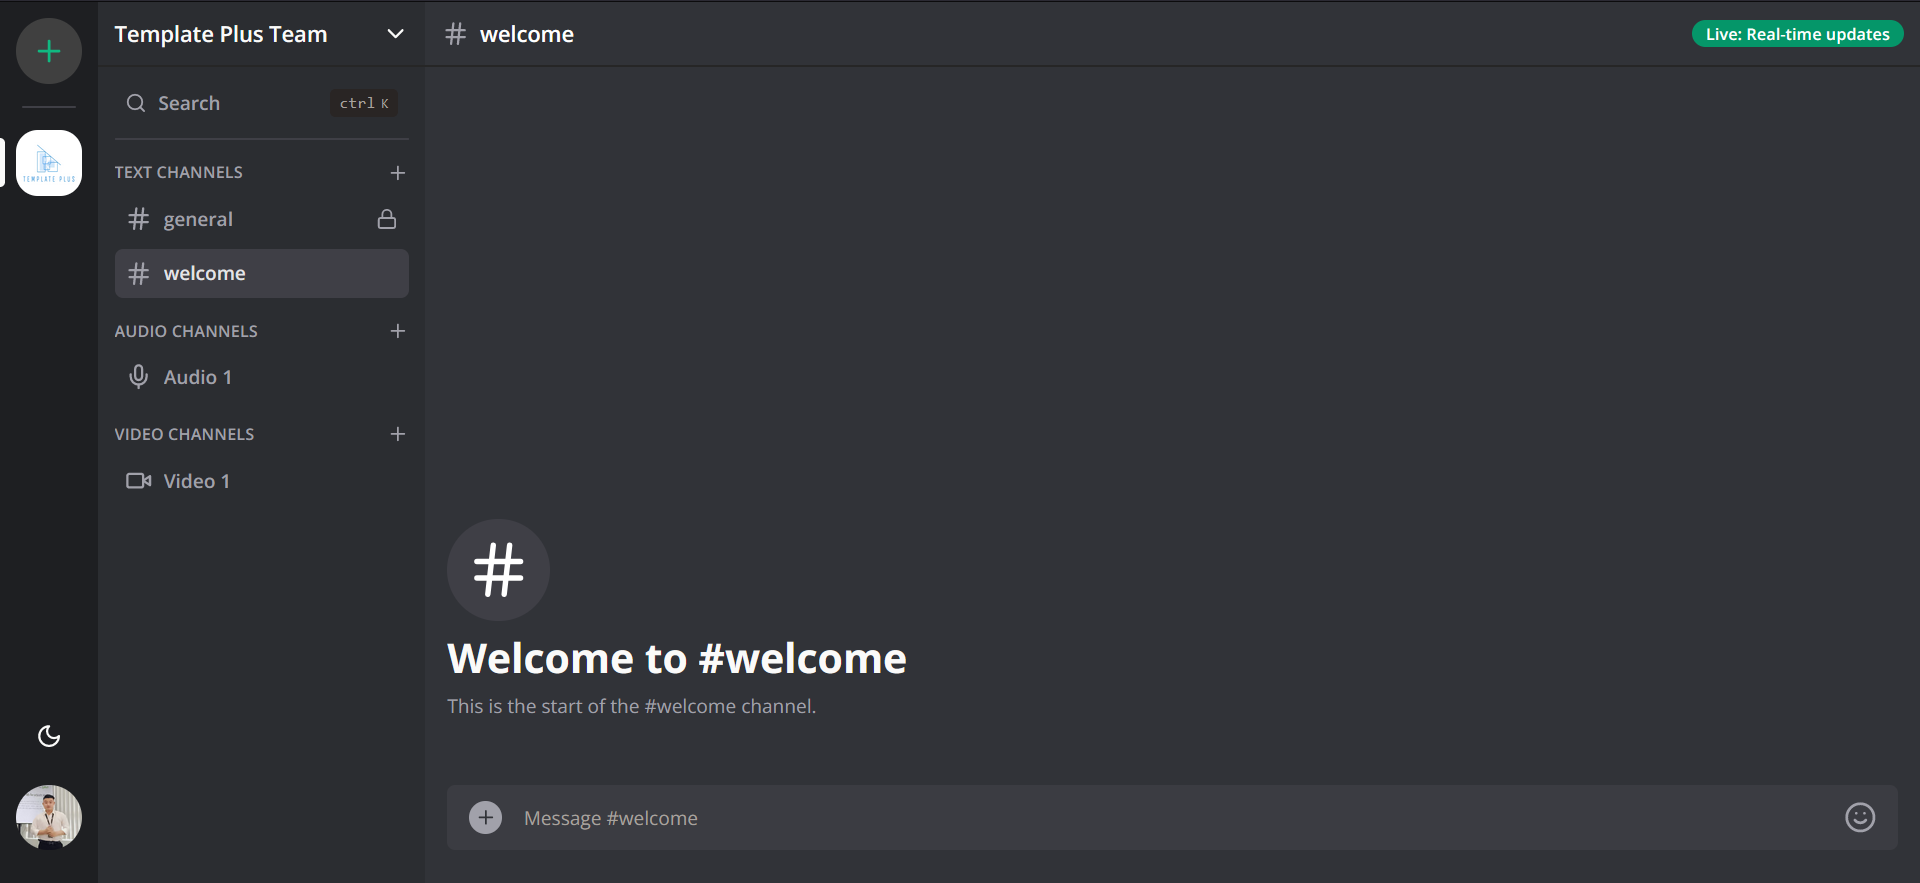 Template Plus Team
Search
ctrl K
TEXT CHANNELS
general
welcome
AUDIO CHANNELS
Audio 1
VIDEO CHANNELS
Video 1
TEMPLATE PLUS
# welcome
Live: Real-time updates
#
Welcome to #welcome
This is the start of the #welcome channel.
Message #welcome